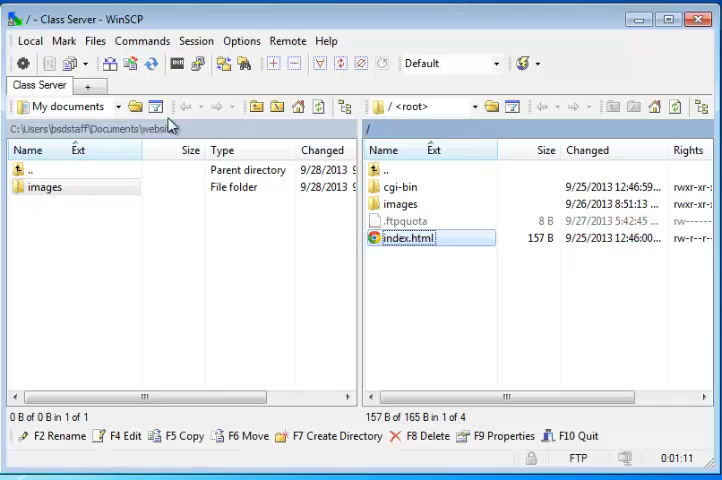 / - Class Server - WinSCP
Local Mark Files Commands Session Options Remote Help
Default
Class Server +
My documents / <root>
C:\Users\bsdstaff\Documents\websi
/
Name Ext Size Type Changed
.. Parent directory 9/28/2013 9
images File folder 9/28/2013 9
Name Ext Size Changed Rights
..
cgi-bin 9/25/2013 12:46:59... rwxr-xr-
images 9/26/2013 8:51:13 ... rwxr-xr-
.ftpquota 8 B 9/27/2013 5:42:45 ... rw------
index.html 157 B 9/25/2013 12:46:00... rw-r--r--
0 B of 0 B in 1 of 1
157 B of 165 B in 1 of 4
F2 Rename F4 Edit F5 Copy F6 Move F7 Create Directory F8 Delete F9 Properties F10 Quit
FTP 0:01:11